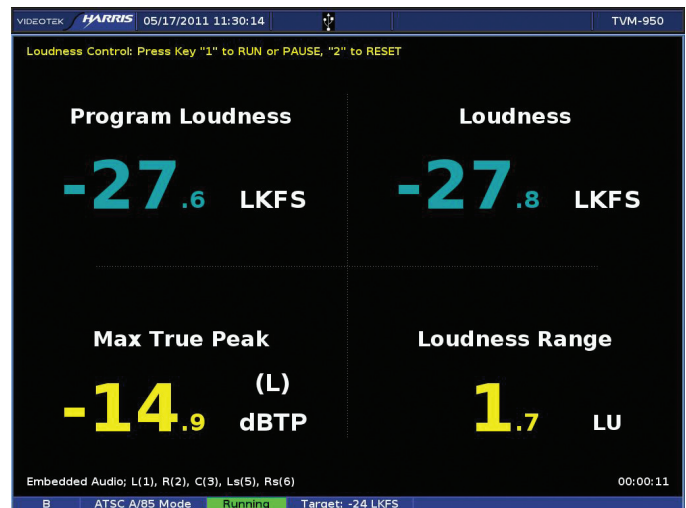 VIDEOTEK HARRIS 05/17/2011 11:30:14 TVM-950
Loudness Control: Press Key "1" to RUN or PAUSE, "2" to RESET
Program Loudness Loudness
-27.6 LKFS -27.8 LKFS
Max True Peak Loudness Range
(L)
-14.9 dBTP 1.7 LU
Embedded Audio; L(1), R(2), C(3), Ls(5), Rs(6) 00:00:11
B ATSC A/85 Mode Running Target: -24 LKFS